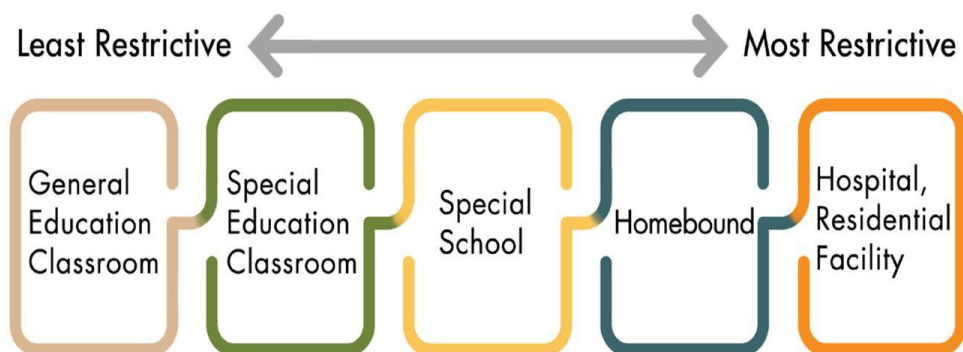 Least Restrictive
Most Restrictive
General
Education
Classroom
Special
Education
Classroom
Special
School
Homebound
Hospital,
Residential
Facility